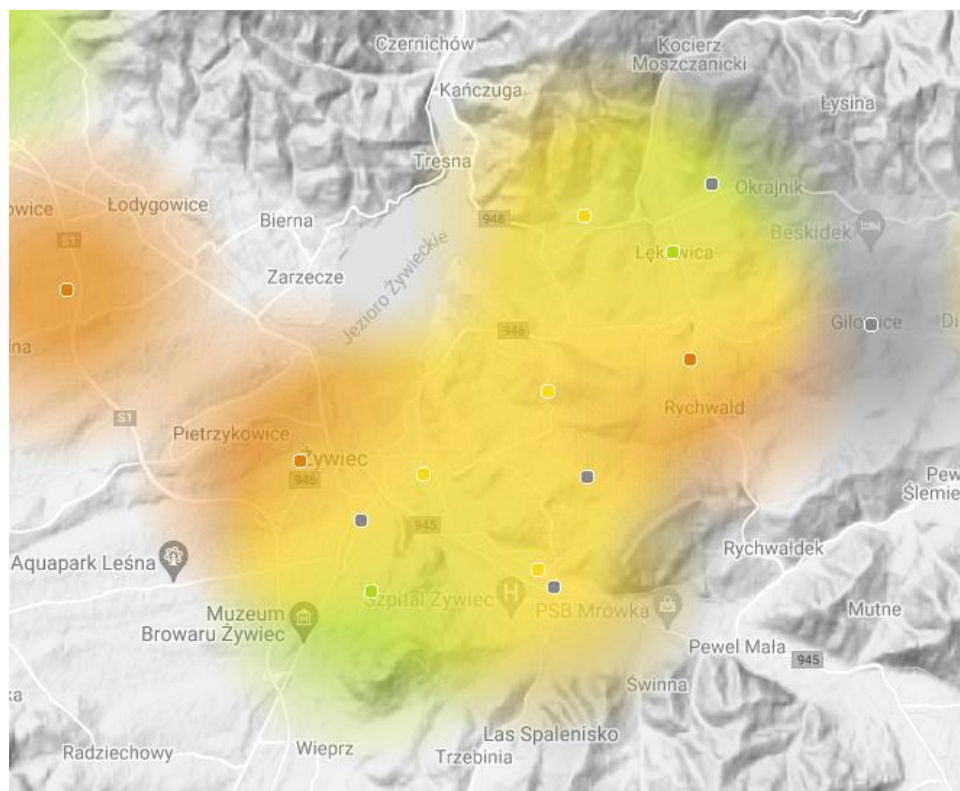 Czernichów
Kocierz
Moszczanicki
Kańczuga
Łysina
Tresna
Okrajnik
owice
Łodygowice
948
Bierna
Beskidek
S1
Zarzecze
Jezioro Żywieckie
Gilowice
Di
946
na
Rychwałd
S1
Pietrzykowice
Żywiec
946
Pew
Ślemie
945
Rychwałdek
Aquapark Leśna
Szpital Żywiec
PSB Mrówka
Mutne
Muzeum
Browaru Żywiec
Pewel Mała
945
Świnna
ka
Las Spalenisko
Radziechowy
Wieprz
Trzebinia